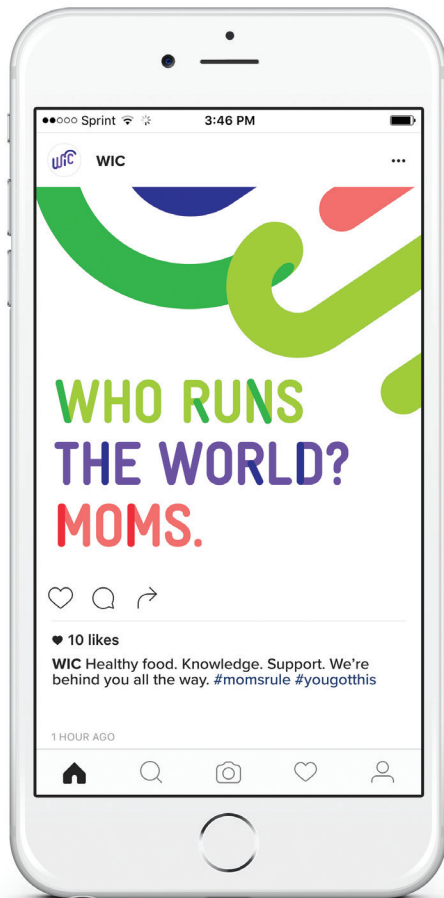 Sprint 3:46 PM
wic WIC
WHO RUNS
THE WORLD?
MOMS.
10 likes
WIC Healthy food. Knowledge. Support. We're
behind you all the way. #momsrule #yougotthis
1 HOUR AGO